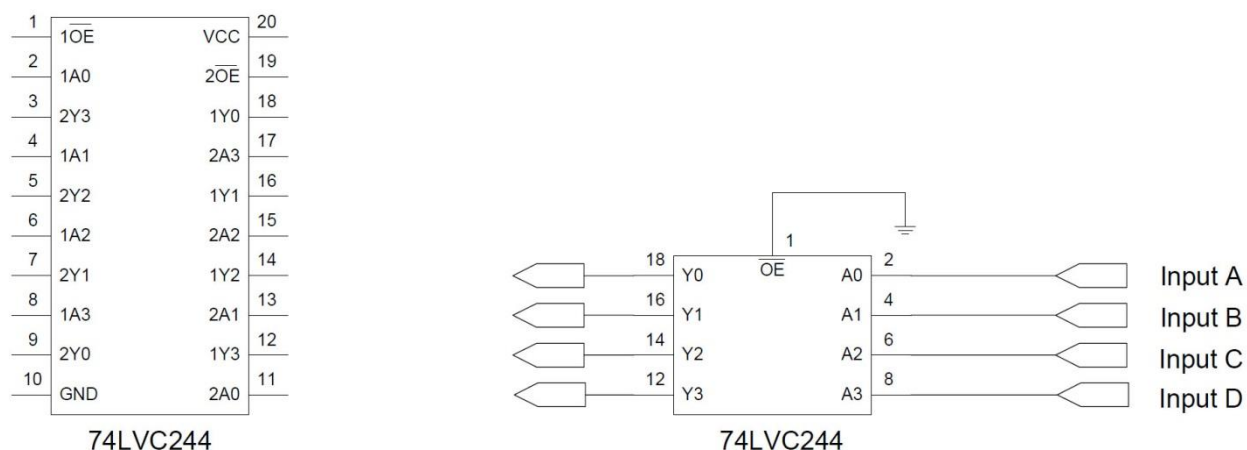 1 1O̅E̅ VCC 20
2 1A0 2O̅E̅ 19
3 2Y3 1Y0 18
4 1A1 2A3 17
5 2Y2 1Y1 16
6 1A2 2A2 15
7 2Y1 1Y2 14
8 1A3 2A1 13
9 2Y0 1Y3 12
10 GND 2A0 11
74LVC244
1
O̅E̅
18 Y0 A0 2 Input A
16 Y1 A1 4 Input B
14 Y2 A2 6 Input C
12 Y3 A3 8 Input D
74LVC244